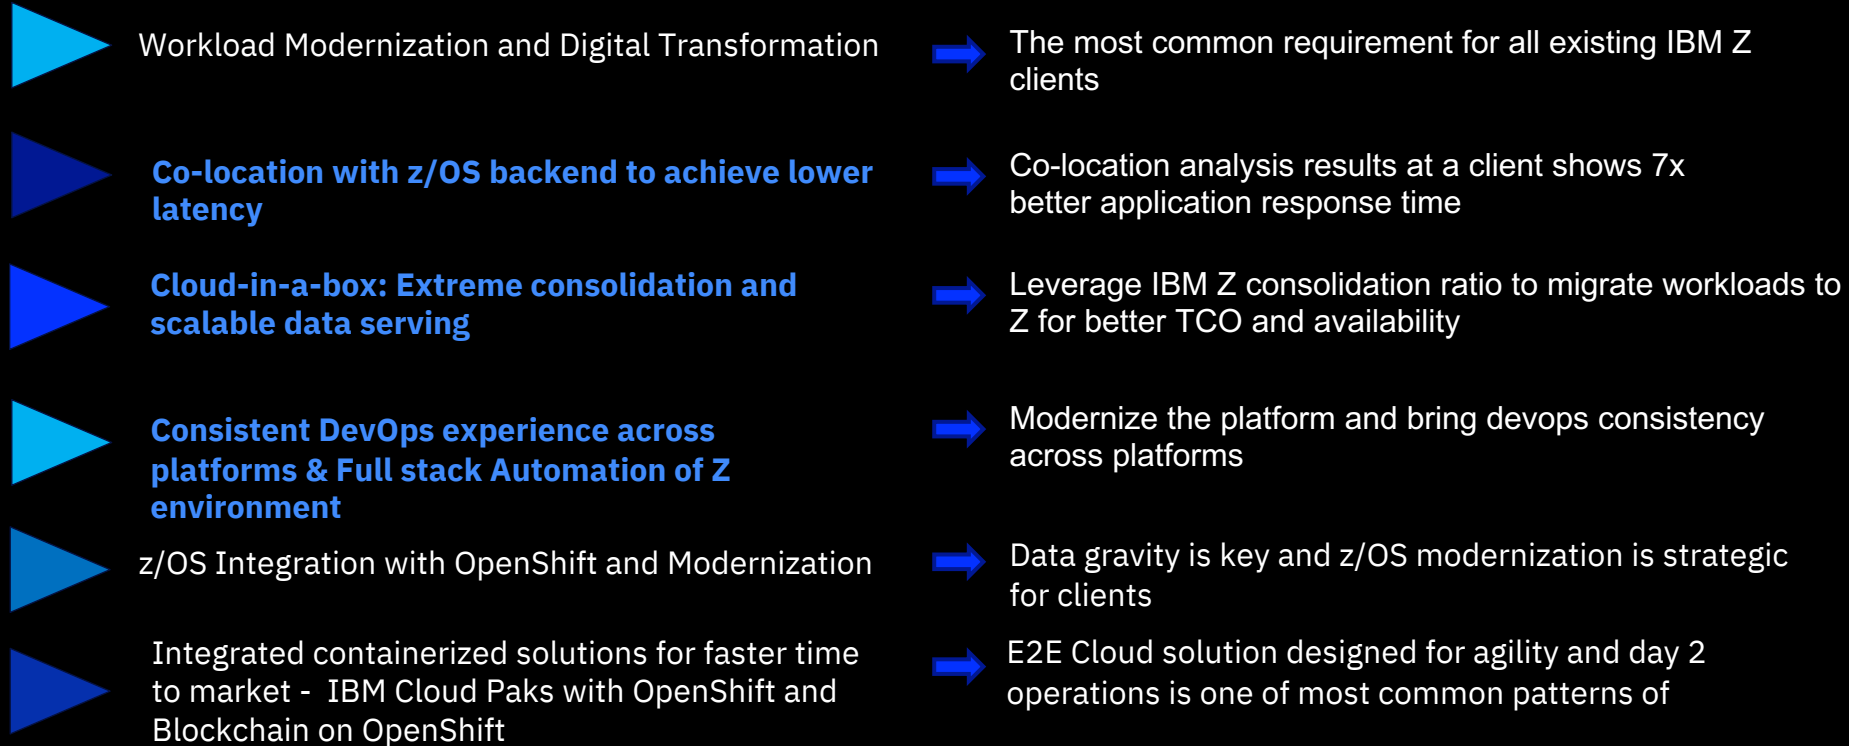 Workload Modernization and Digital Transformation
The most common requirement for all existing IBM Z
clients
Co-location with z/OS backend to achieve lower
latency
Co-location analysis results at a client shows 7x
better application response time
Cloud-in-a-box: Extreme consolidation and
scalable data serving
Leverage IBM Z consolidation ratio to migrate workloads to
Z for better TCO and availability
Consistent DevOps experience across
platforms & Full stack Automation of Z
environment
Modernize the platform and bring devops consistency
across platforms
z/OS Integration with OpenShift and Modernization
Data gravity is key and z/OS modernization is strategic
for clients
Integrated containerized solutions for faster time
to market - IBM Cloud Paks with OpenShift and
Blockchain on OpenShift
E2E Cloud solution designed for agility and day 2
operations is one of most common patterns of